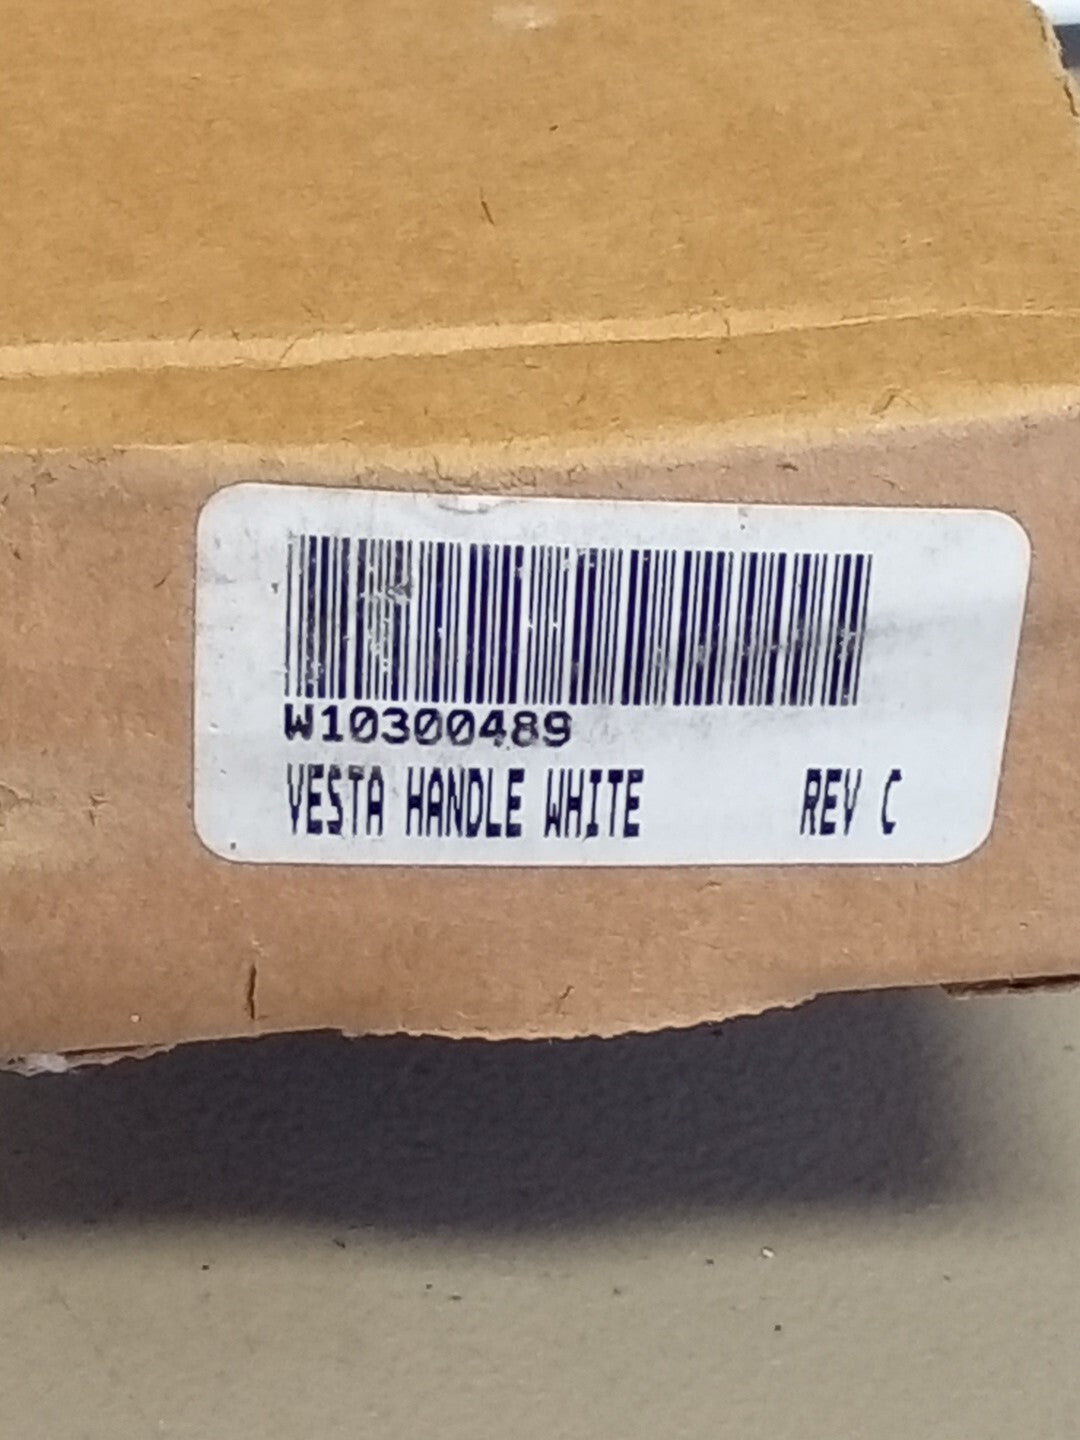 W10300489
VESTA HANDLE WHITE REV C